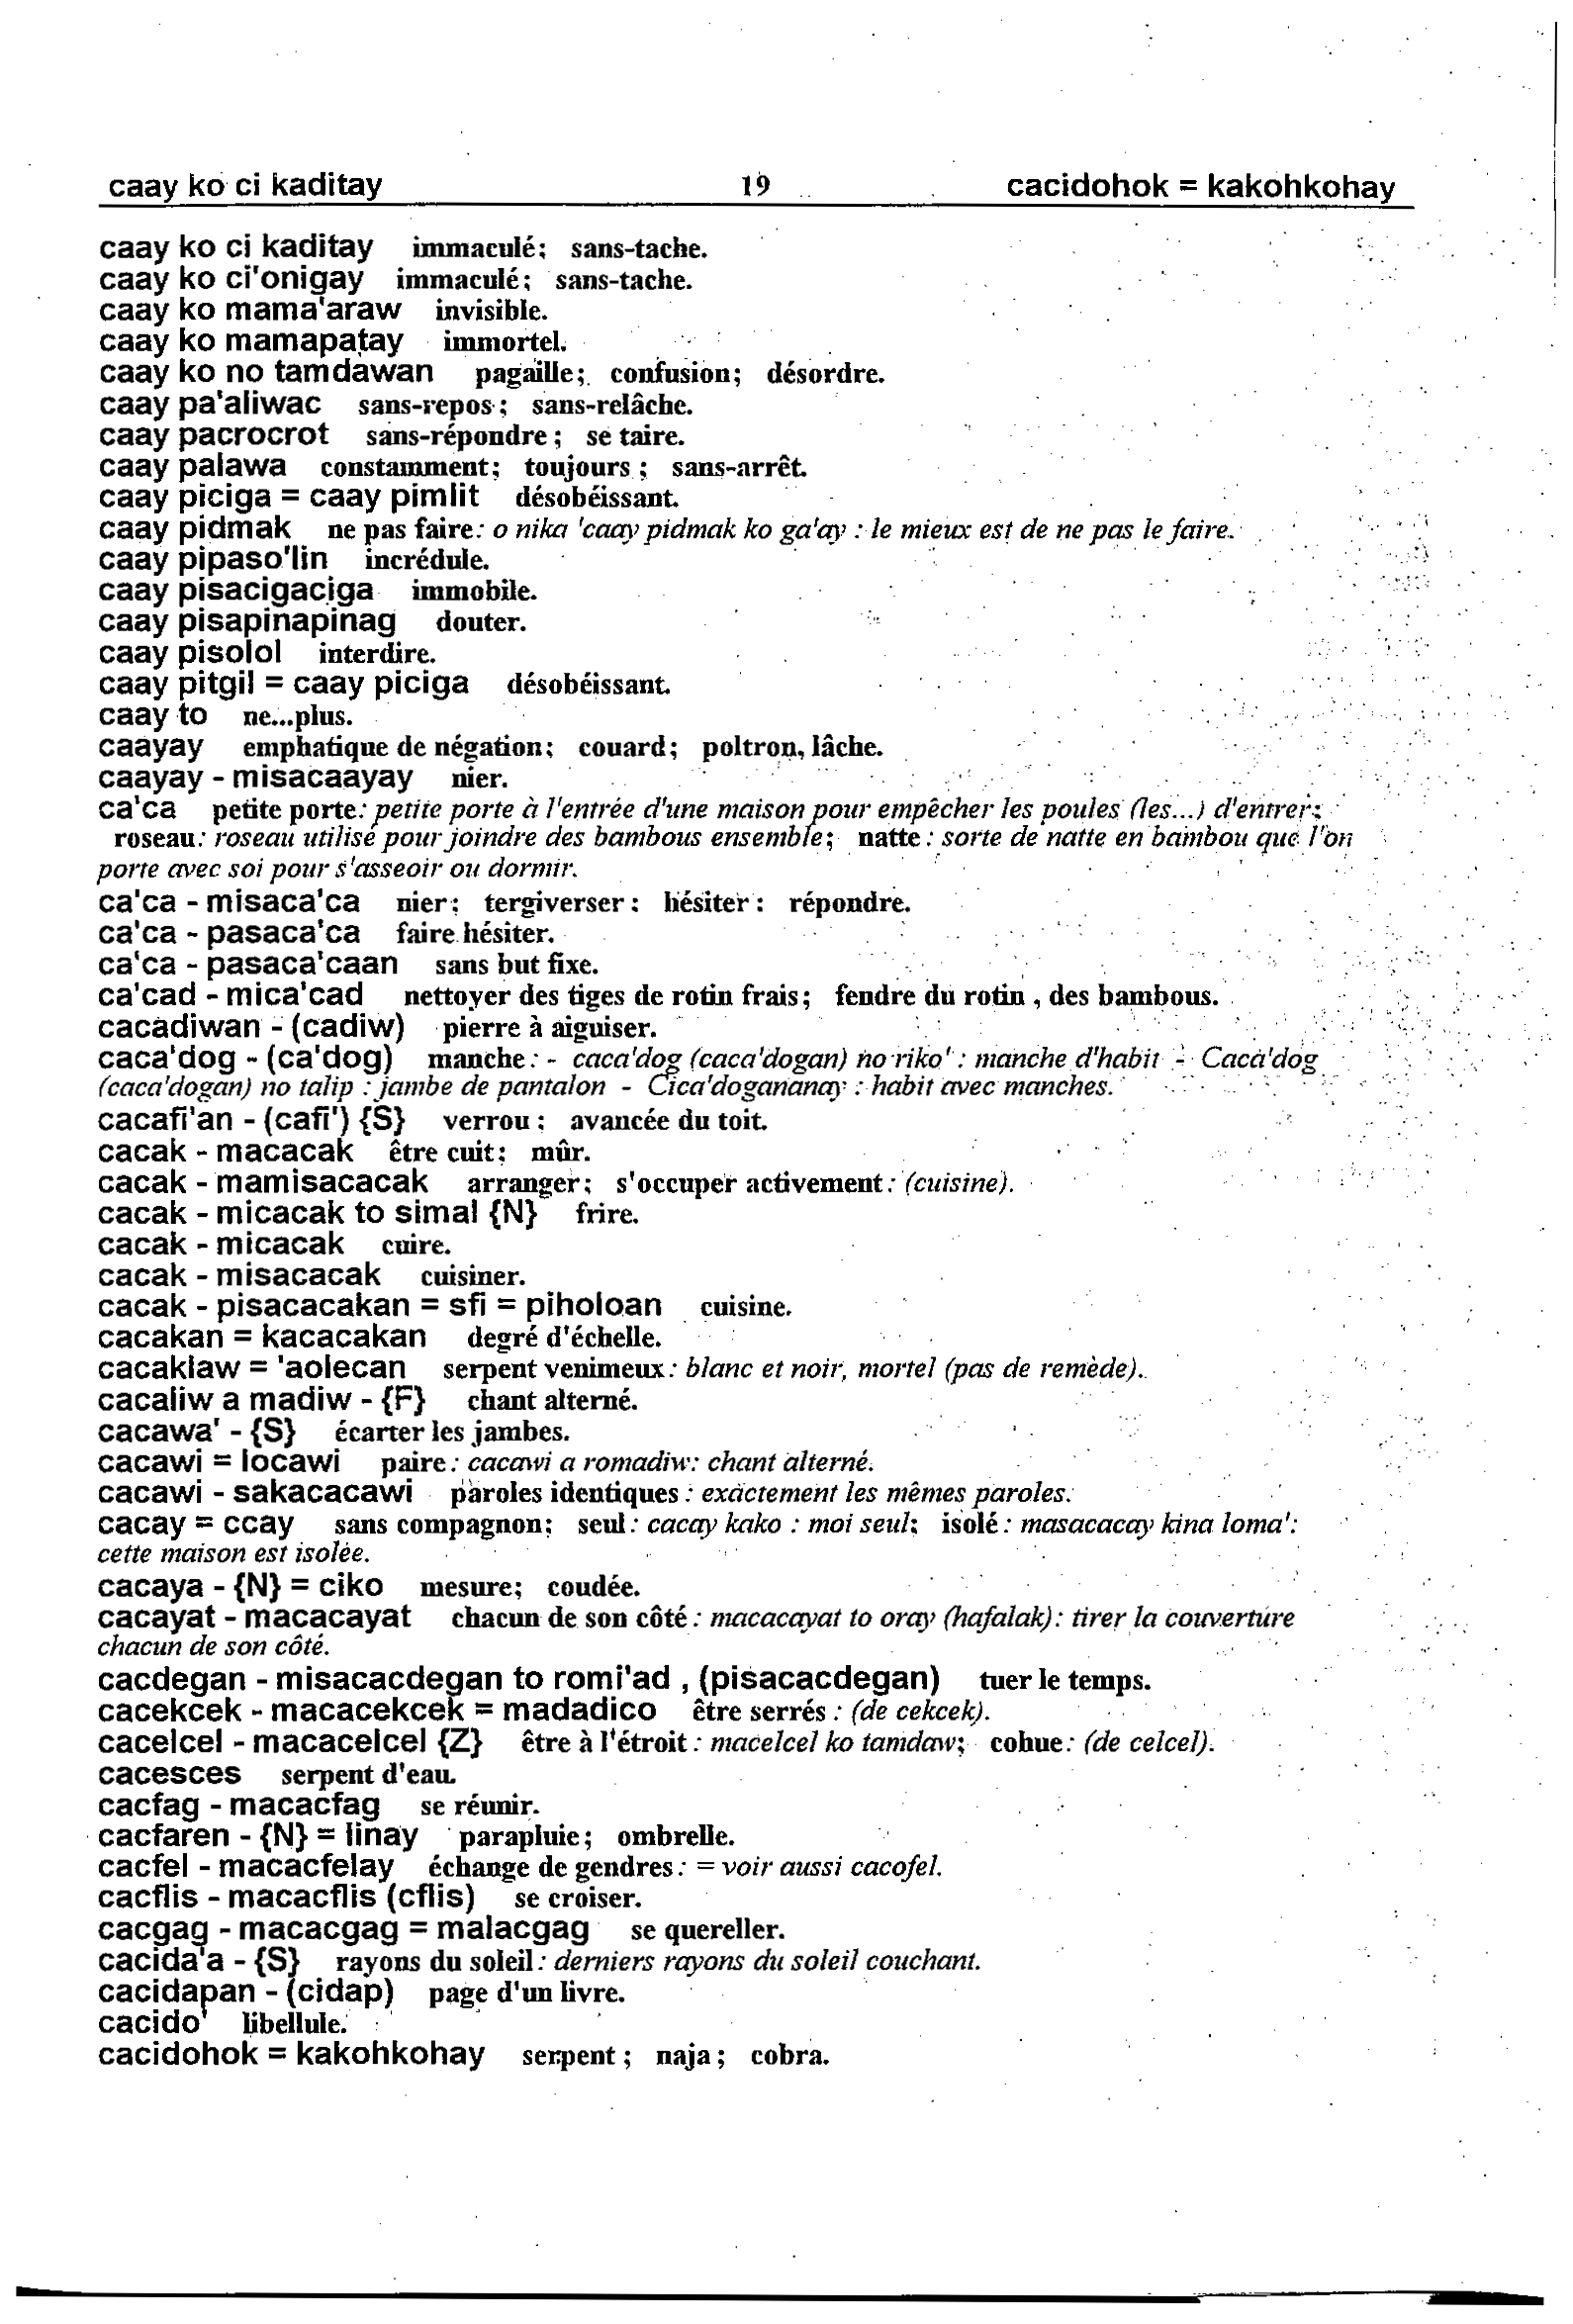 caay ko ci kaditay 19 cacidohok = kakohkohay
caay ko ci kaditay immaculé; sans-tache.
caay ko ci'onigay immaculé; sans-tache.
caay ko mama'araw invisible.
caay ko mamapatay immortel.
caay ko no tamdawan pagaille; confusion; désordre.
caay pa'aliwac sans-repos; sans-relâche.
caay pacrocrot sans-répondre; se taire.
caay palawa constamment; toujours; sans-arrêt.
caay piciga = caay pimlit désobéissant.
caay pidmak ne pas faire: o nika 'caay pidmak ko ga'ay : le mieux est de ne pas le faire.
caay pipaso'lin incrédule.
caay pisacigaciga immobile.
caay pisapinapinag douter.
caay pisolol interdire.
caay pitgil = caay piciga désobéissant.
caay to ne...plus.
caayay emphatique de négation; couard; poltron, lâche.
caayay - misacaayay nier.
ca'ca petite porte: petite porte à l'entrée d'une maison pour empêcher les poules (les...) d'entrer;
roseau: roseau utilisé pour joindre des bambous ensemble; natte : sorte de natte en bambou que l'on
porte avec soi pour s'asseoir ou dormir.
ca'ca - misaca'ca nier; tergiverser: hésiter: répondre.
ca'ca - pasaca'ca faire hésiter.
ca'ca - pasaca'caan sans but fixe.
ca'cad - mica'cad nettoyer des tiges de rotin frais; fendre du rotin , des bambous.
cacadiwan - (cadiw) pierre à aiguiser.
caca'dog - (ca'dog) manche: - caca'dog (caca'dogan) no riko' : manche d'habit - Caca'dog
(caca'dogan) no talip : jambe de pantalon - Cica'dogananay : habit avec manches.
cacafi'an - (cafi') {S} verrou; avancée du toit.
cacak - macacak être cuit; mûr.
cacak - mamisacacak arranger; s'occuper activement: (cuisine).
cacak - micacak to simal {N} frire.
cacak - micacak cuire.
cacak - misacacak cuisiner.
cacak - pisacacakan = sfi = piholoan cuisine.
cacakan = kacacakan degré d'échelle.
cacaklaw = 'aolecan serpent venimeux: blanc et noir, mortel (pas de remède).
cacaliw a madiw - {F} chant alterné.
cacawa' - {S} écarter les jambes.
cacawi = locawi paire: cacawi a romadiw: chant alterné.
cacawi - sakacacawi paroles identiques : exactement les mêmes paroles.
cacay = ccay sans compagnon; seul: cacay kako : moi seul; isolé: masacacay kina loma':
cette maison est isolée.
cacaya - {N} = ciko mesure; coudée.
cacayat - macacayat chacun de son côté : macacayat to oray (hafalak): tirer la couverture
chacun de son côté.
cacdegan - misacacdegan to romi'ad , (pisacacdegan) tuer le temps.
cacekcek - macacekcek = madadico être serrés : (de cekcek).
cacelcel - macacelcel {Z} être à l'étroit : macelcel ko tamdaw; cohue: (de celcel).
cacesces serpent d'eau.
cacfag - macacfag se réunir.
cacfaren - {N} = linay parapluie; ombrelle.
cacfel - macacfelay échange de gendres: = voir aussi cacofel.
cacflis - macacflis (cflis) se croiser.
cacgag - macacgag = malacgag se quereller.
cacida'a - {S} rayons du soleil: derniers rayons du soleil couchant.
cacidapan - (cidap) page d'un livre.
cacido' libellule.
cacidohok = kakohkohay serpent; naja; cobra.